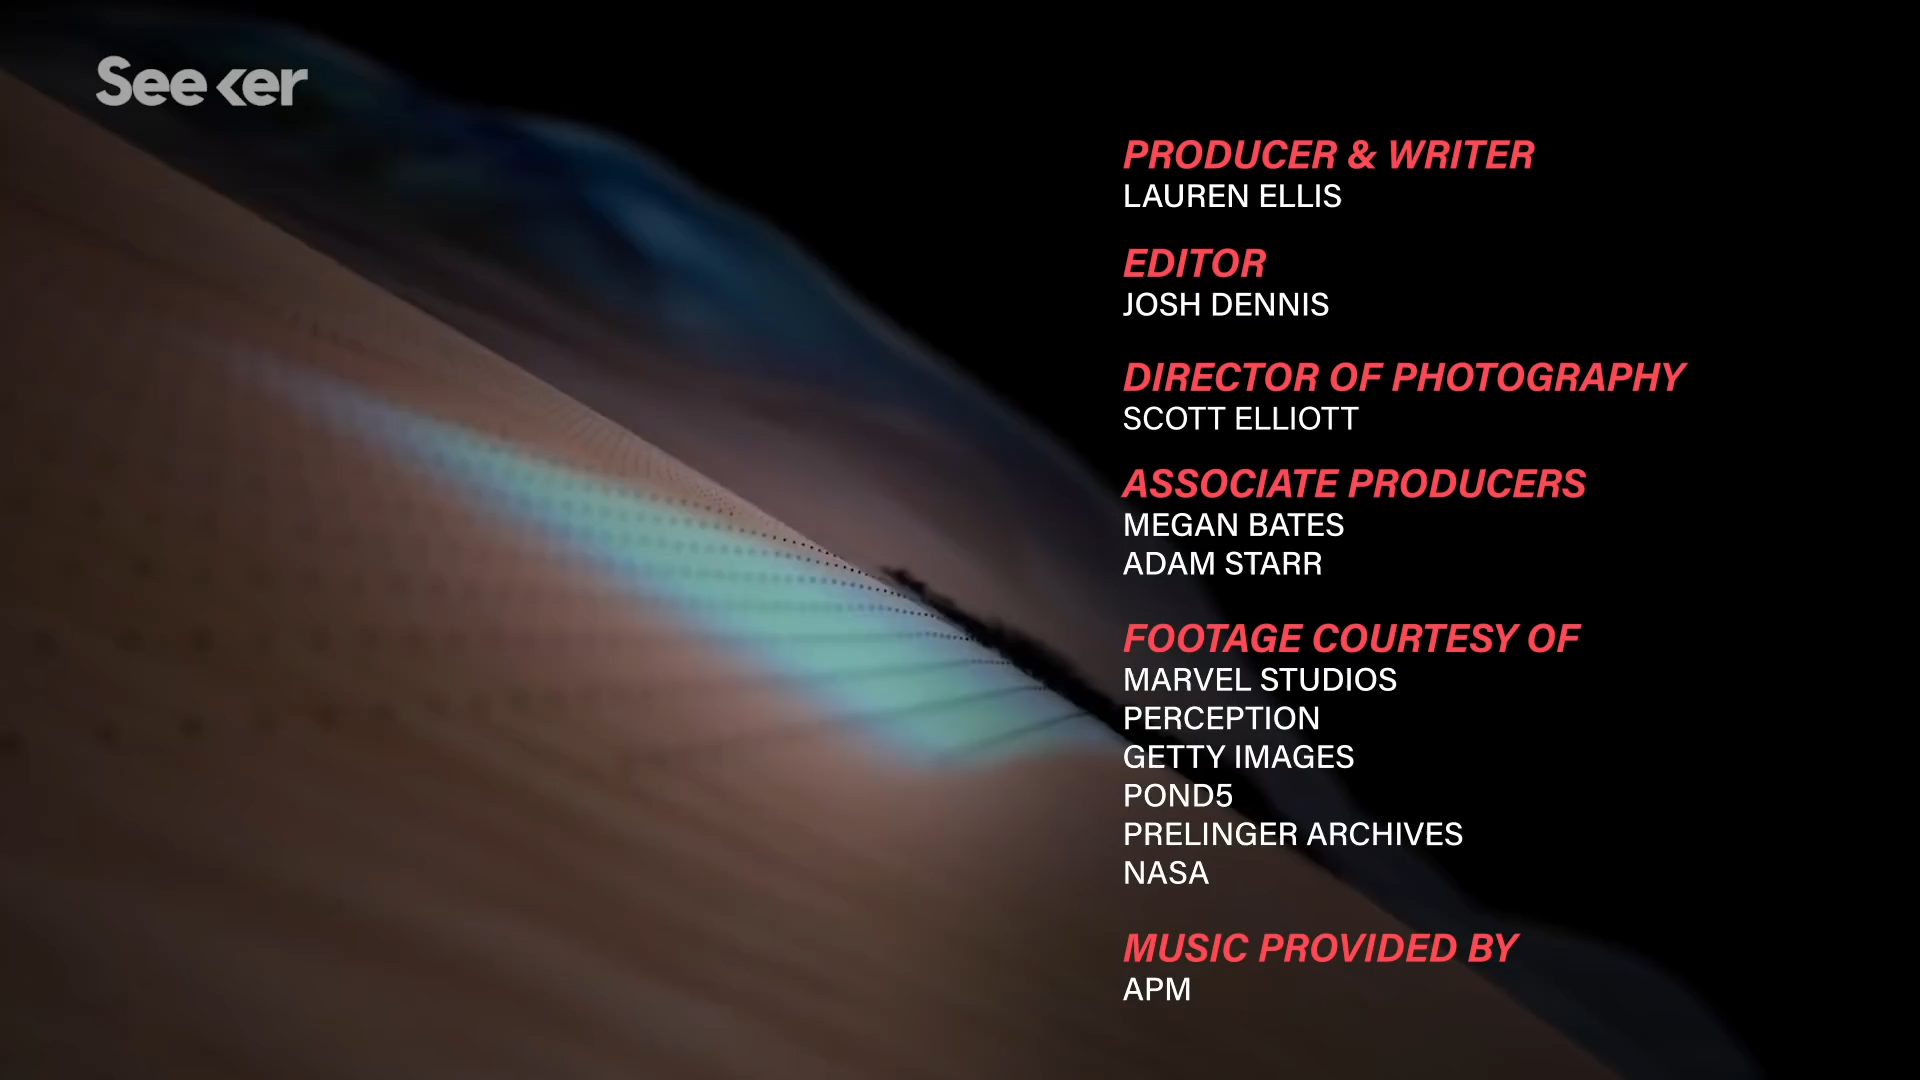 Seeker
PRODUCER & WRITER
LAUREN ELLIS
EDITOR
JOSH DENNIS
DIRECTOR OF PHOTOGRAPHY
SCOTT ELLIOTT
ASSOCIATE PRODUCERS
MEGAN BATES
ADAM STARR
FOOTAGE COURTESY OF
MARVEL STUDIOS
PERCEPTION
GETTY IMAGES
POND5
PRELINGER ARCHIVES
NASA
MUSIC PROVIDED BY
APM